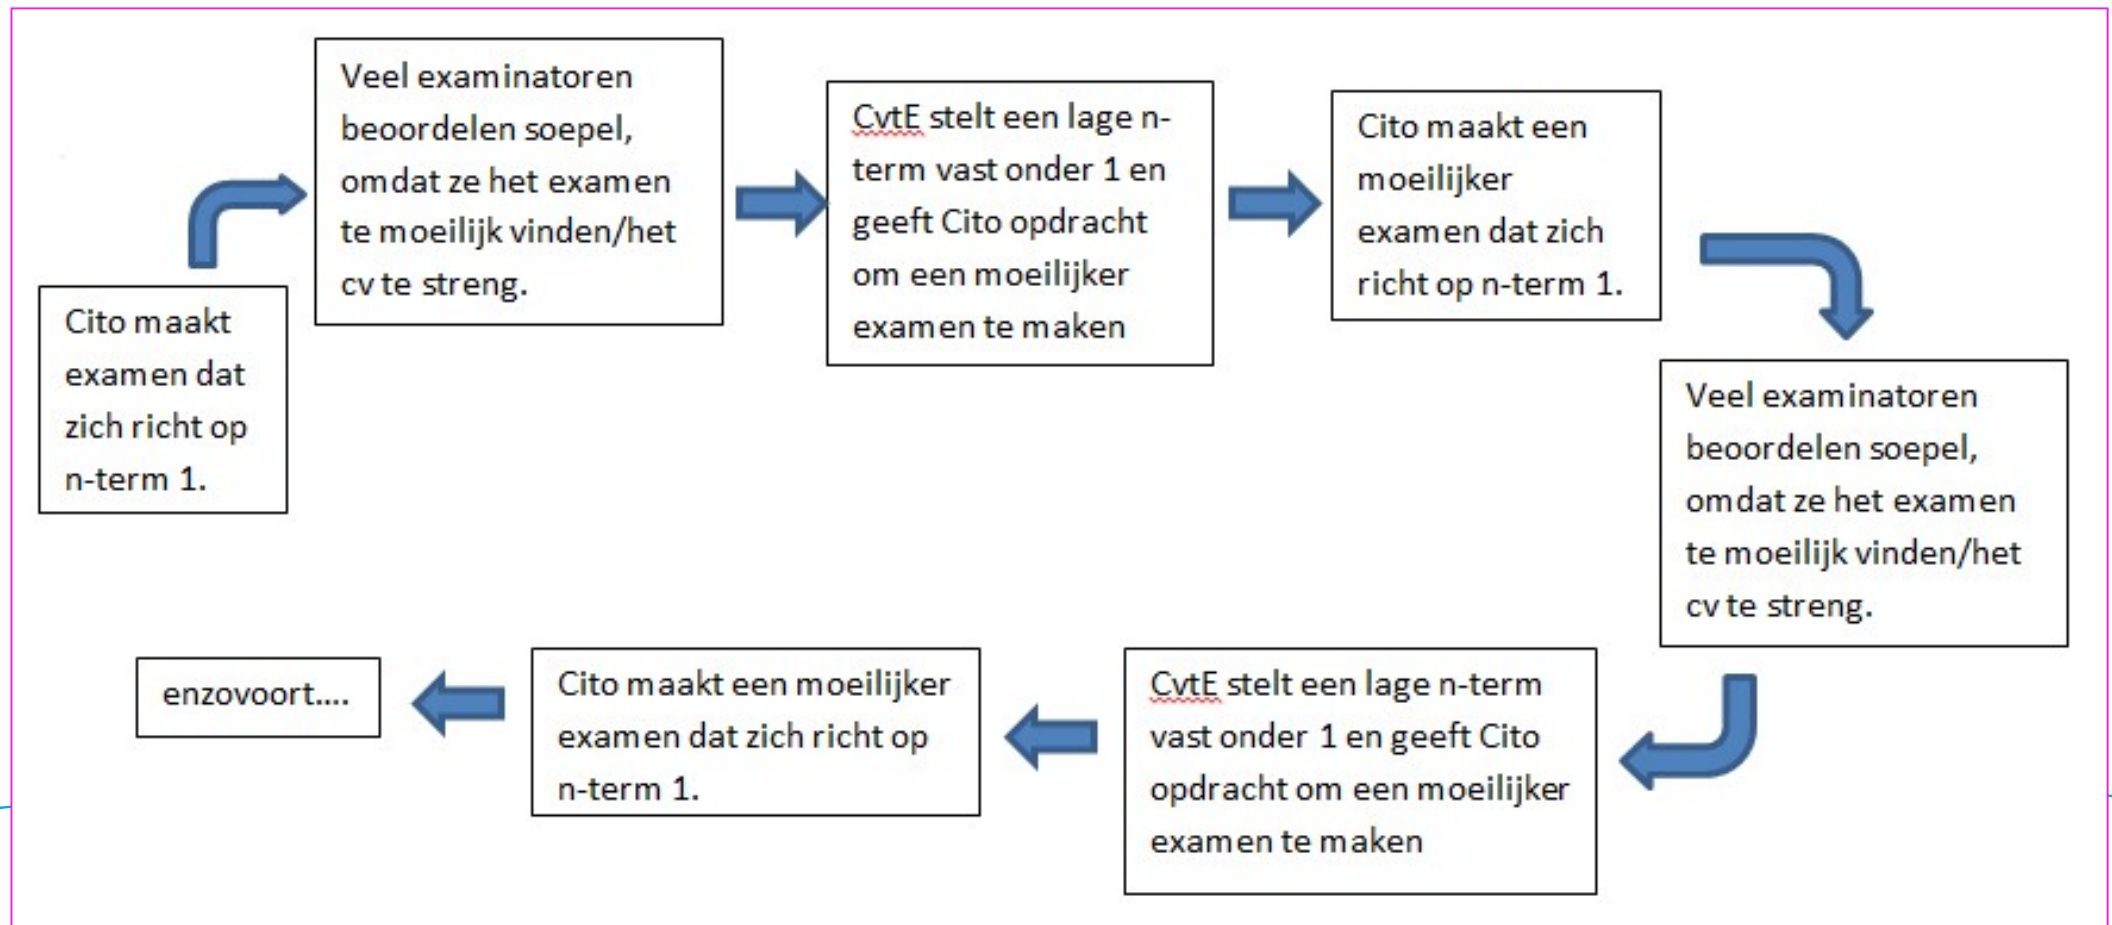 Cito maakt
examen dat
zich richt op
n-term 1.
Veel examinatoren
beoordelen soepel,
omdat ze het examen
te moeilijk vinden/het
cv te streng.
CvtE stelt een lage n-
term vast onder 1 en
geeft Cito opdracht
om een moeilijker
examen te maken
Cito maakt een
moeilijker
examen dat zich
richt op n-term 1.
Veel examinatoren
beoordelen soepel,
omdat ze het examen
te moeilijk vinden/het
cv te streng.
CvtE stelt een lage n-term
vast onder 1 en geeft Cito
opdracht om een moeilijker
examen te maken
Cito maakt een moeilijker
examen dat zich richt op
n-term 1.
enzovoort....